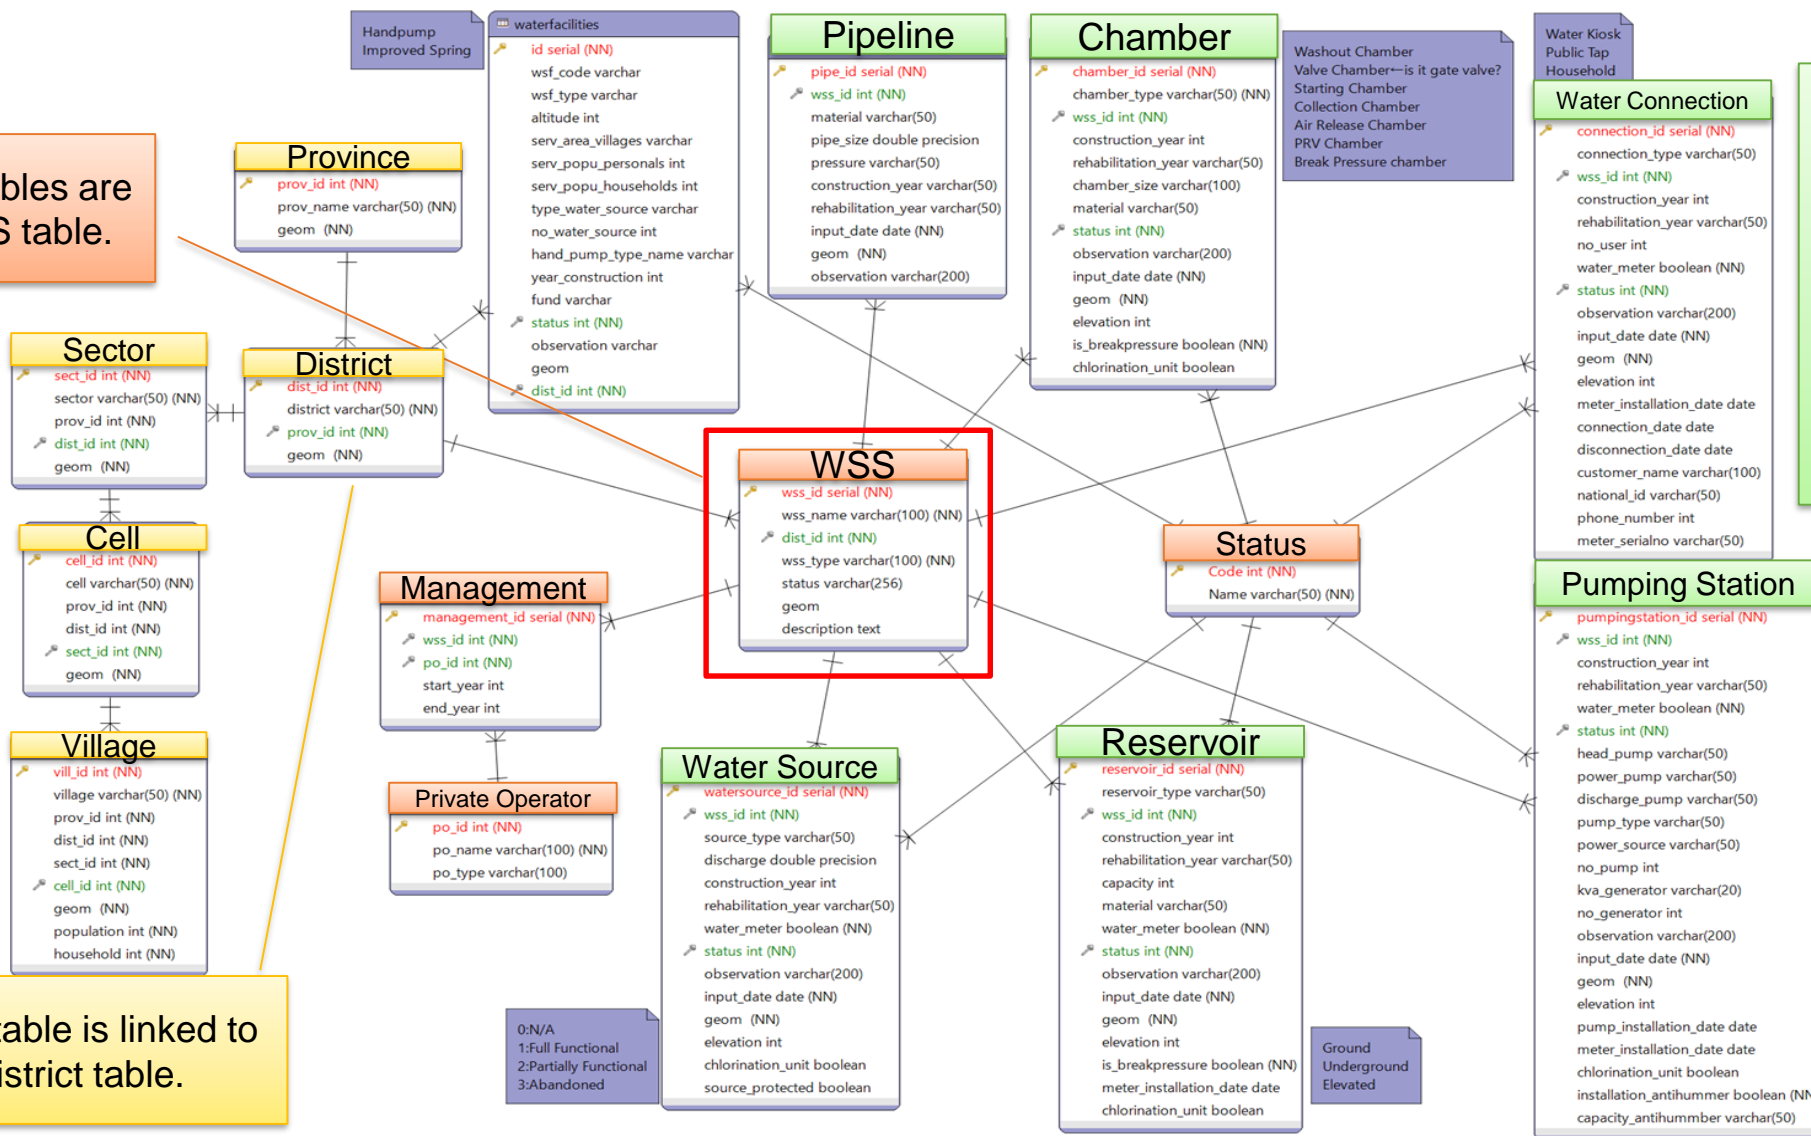 Handpump
Improved Spring
waterfacilities
id serial (NN)
wsf_code varchar
wsf_type varchar
altitude int
serv_area_villages varchar
serv_popu_personals int
serv_popu_households int
type_water_source varchar
no_water_source int
hand_pump_type_name varchar
year_construction int
fund varchar
status int (NN)
observation varchar
geom
dist_id int (NN)
Pipeline
pipe_id serial (NN)
wss_id int (NN)
material varchar(50)
pipe_size double precision
pressure varchar(50)
construction_year varchar(50)
rehabilitation_year varchar(50)
input_date date (NN)
geom (NN)
observation varchar(200)
Chamber
chamber_id serial (NN)
chamber_type varchar(50) (NN)
wss_id int (NN)
construction_year int
rehabilitation_year varchar(50)
chamber_size varchar(100)
material varchar(50)
status int (NN)
observation varchar(200)
input_date date (NN)
geom (NN)
elevation int
is_breakpressure boolean (NN)
chlorination_unit boolean
Washout Chamber
Valve Chamber←is it gate valve?
Starting Chamber
Collection Chamber
Air Release Chamber
PRV Chamber
Break Pressure chamber
Water Kiosk
Public Tap
Household
Water Connection
connection_id serial (NN)
connection_type varchar(50)
wss_id int (NN)
construction_year int
rehabilitation_year varchar(50)
no_user int
water_meter boolean (NN)
status int (NN)
observation varchar(200)
input_date date (NN)
geom (NN)
elevation int
meter_installation_date date
connection_date date
disconnection_date date
customer_name varchar(100)
national_id varchar(50)
phone_number int
meter_serialno varchar(50)
bles are
S table.
Province
prov_id int (NN)
prov_name varchar(50) (NN)
geom (NN)
Sector
sect_id int (NN)
sector varchar(50) (NN)
prov_id int (NN)
dist_id int (NN)
geom (NN)
District
dist_id int (NN)
district varchar(50) (NN)
prov_id int (NN)
geom (NN)
WSS
wss_id serial (NN)
wss_name varchar(100) (NN)
dist_id int (NN)
wss_type varchar(100) (NN)
status varchar(256)
geom
description text
Status
Code int (NN)
Name varchar(50) (NN)
Cell
cell_id int (NN)
cell varchar(50) (NN)
prov_id int (NN)
dist_id int (NN)
sect_id int (NN)
geom (NN)
Management
management_id serial (NN)
wss_id int (NN)
po_id int (NN)
start_year int
end_year int
Pumping Station
pumpingstation_id serial (NN)
wss_id int (NN)
construction_year int
rehabilitation_year varchar(50)
water_meter boolean (NN)
status int (NN)
head_pump varchar(50)
power_pump varchar(50)
discharge_pump varchar(50)
pump_type varchar(50)
power_source varchar(50)
no_pump int
kva_generator varchar(20)
no_generator int
observation varchar(200)
input_date date (NN)
geom (NN)
elevation int
pump_installation_date date
meter_installation_date date
chlorination_unit boolean
installation_antihummer boolean (NN
capacity_antihummber varchar(50)
Village
vill_id int (NN)
village varchar(50) (NN)
prov_id int (NN)
dist_id int (NN)
sect_id int (NN)
cell_id int (NN)
geom (NN)
population int (NN)
household int (NN)
Private Operator
po_id int (NN)
po_name varchar(100) (NN)
po_type varchar(100)
Water Source
watersource_id serial (NN)
wss_id int (NN)
source_type varchar(50)
discharge double precision
construction_year int
rehabilitation_year varchar(50)
water_meter boolean (NN)
status int (NN)
observation varchar(200)
input_date date (NN)
geom (NN)
elevation int
chlorination_unit boolean
source_protected boolean
Reservoir
reservoir_id serial (NN)
reservoir_type varchar(50)
wss_id int (NN)
construction_year int
rehabilitation_year varchar(50)
capacity int
material varchar(50)
water_meter boolean (NN)
status int (NN)
observation varchar(200)
input_date date (NN)
geom (NN)
elevation int
is_breakpressure boolean (NN)
meter_installation_date date
chlorination_unit boolean
table is linked to
istrict table.
0:N/A
1:Full Functional
2:Partially Functional
3:Abandoned
Ground
Underground
Elevated